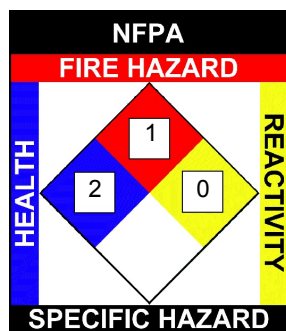 NFPA
FIRE HAZARD
1
HEALTH
2
0
REACTIVITY
SPECIFIC HAZARD